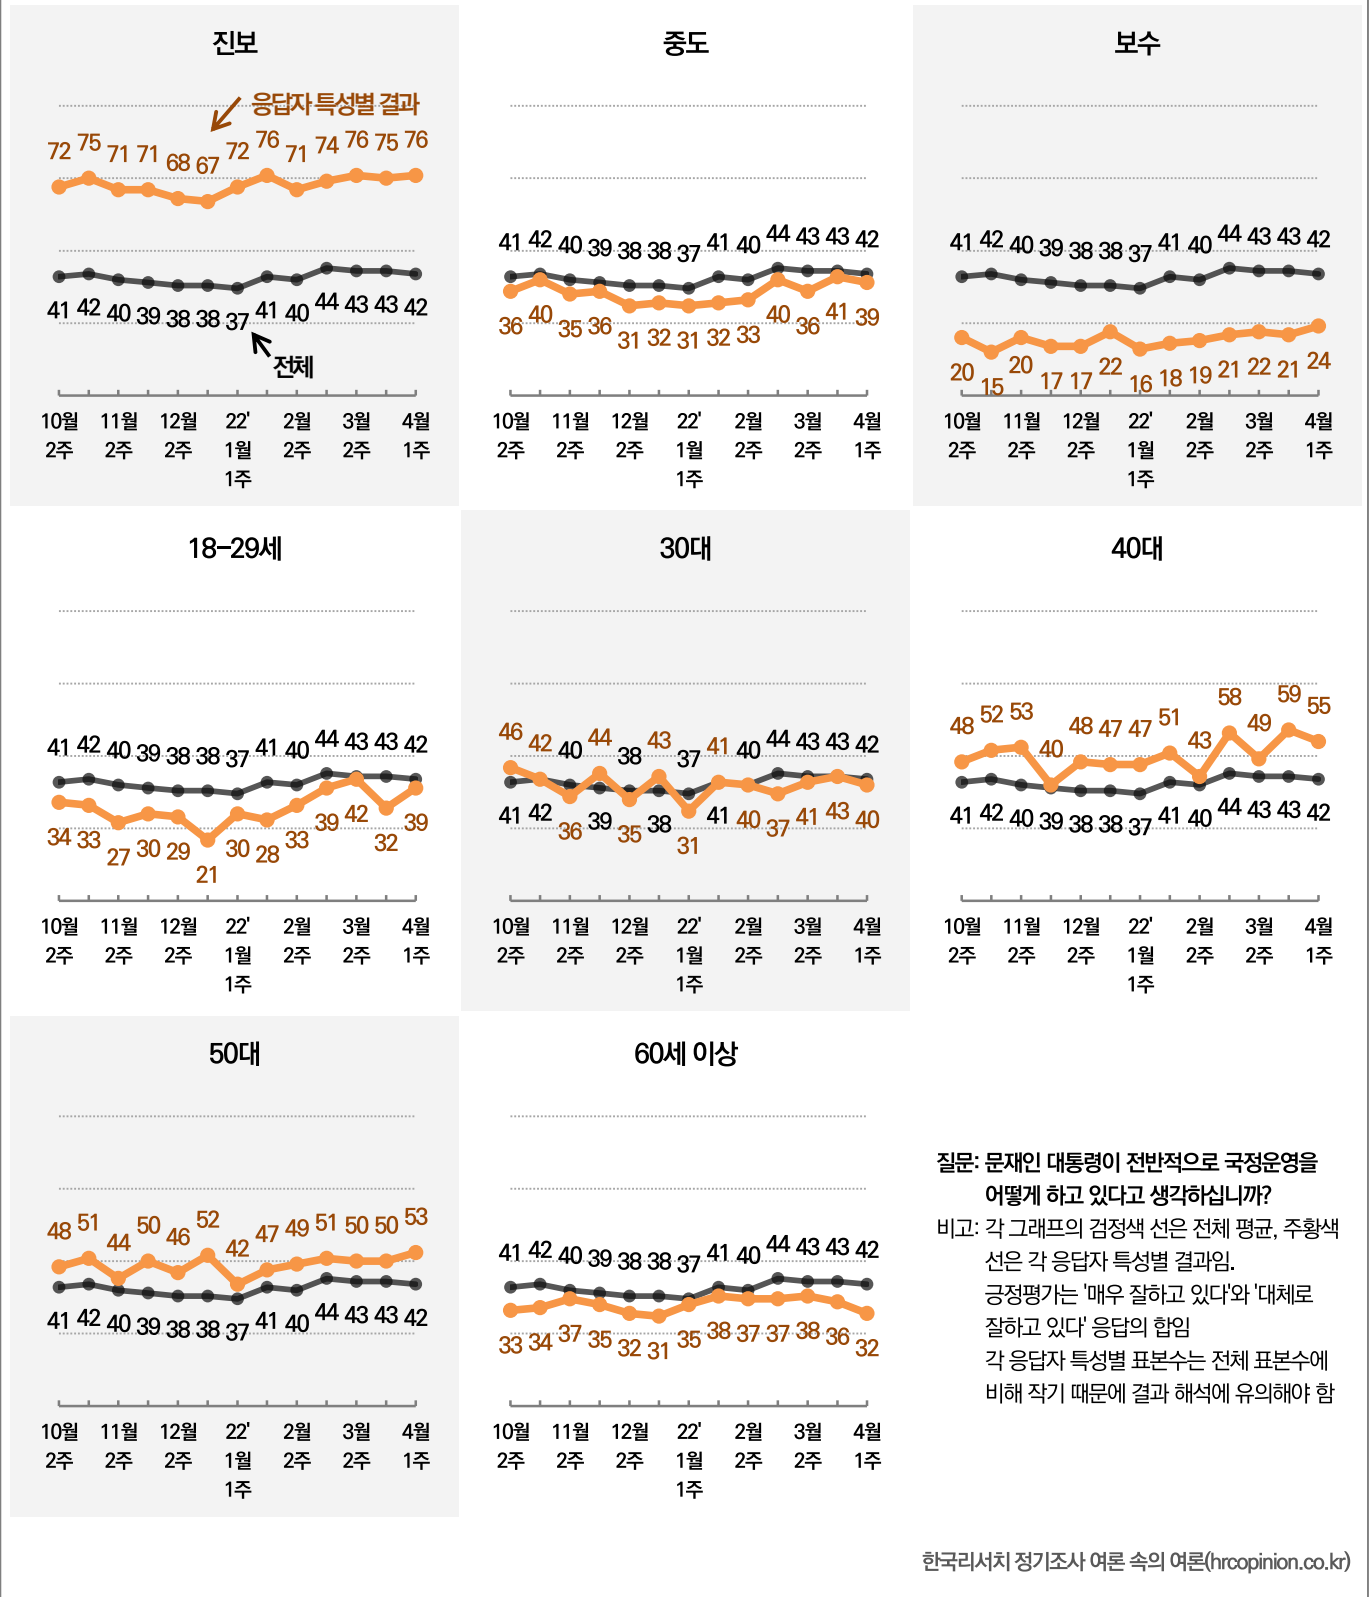 진보
응답자 특성별 결과
72 75 71 71 68 67 72 76 71 74 76 75 76
41 42 40 39 38 38 37 41 40 44 43 43 42
전체
10월 11월 12월 22' 2월 3월 4월
2주 2주 2주 1월 2주 2주 1주
1주
중도
41 42 40 39 38 38 37 41 40 44 43 43 42
36 40 35 36 31 32 31 32 33 40 36 41 39
10월 11월 12월 22' 2월 3월 4월
2주 2주 2주 1월 2주 2주 1주
1주
보수
41 42 40 39 38 38 37 41 40 44 43 43 42
20 15 20 17 17 22 16 18 19 21 22 21 24
10월 11월 12월 22' 2월 3월 4월
2주 2주 2주 1월 2주 2주 1주
1주
18–29세
41 42 40 39 38 38 37 41 40 44 43 43 42
34 33 27 30 29 21 30 28 33 39 42 32 39
10월 11월 12월 22' 2월 3월 4월
2주 2주 2주 1월 2주 2주 1주
1주
30대
46 42 40 44 38 43 37 41 40 44 43 43 42
41 42 36 39 35 38 31 41 40 37 41 43 40
10월 11월 12월 22' 2월 3월 4월
2주 2주 2주 1월 2주 2주 1주
1주
40대
48 52 53 40 48 47 47 51 43 58 49 59 55
41 42 40 39 38 38 37 41 40 44 43 43 42
10월 11월 12월 22' 2월 3월 4월
2주 2주 2주 1월 2주 2주 1주
1주
50대
48 51 44 50 46 52 42 47 49 51 50 50 53
41 42 40 39 38 38 37 41 40 44 43 43 42
10월 11월 12월 22' 2월 3월 4월
2주 2주 2주 1월 2주 2주 1주
1주
60세 이상
41 42 40 39 38 38 37 41 40 44 43 43 42
33 34 37 35 32 31 35 38 37 37 38 36 32
10월 11월 12월 22' 2월 3월 4월
2주 2주 2주 1월 2주 2주 1주
1주
질문: 문재인 대통령이 전반적으로 국정운영을
어떻게 하고 있다고 생각하십니까?
비고: 각 그래프의 검정색 선은 전체 평균, 주황색
선은 각 응답자 특성별 결과임.
긍정평가는 '매우 잘하고 있다'와 '대체로
잘하고 있다' 응답의 합임
각 응답자 특성별 표본수는 전체 표본수에
비해 작기 때문에 결과 해석에 유의해야 함
한국리서치 정기조사 여론 속의 여론(hrcopinion.co.kr)